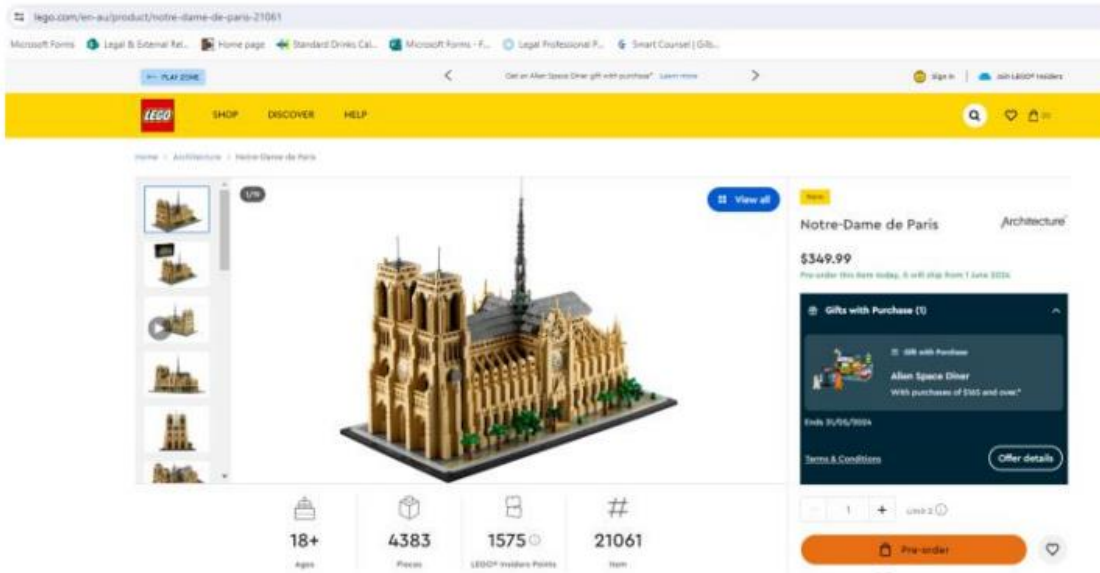 lego.com/en-au/product/notre-dame-de-paris-21061
Microsoft Forms Legal & External Rel... Home page Standard Drinks Cal... Microsoft Forms - F... Legal Professional P... Smart Counsel | Gilb...
PLAY ZONE Get an Alien Space Diner gift with purchase* Learn more Sign in Join LEGO® Insiders
LEGO SHOP DISCOVER HELP
Home Architecture Notre-Dame de Paris
1/19 View all
New
Notre-Dame de Paris Architecture
$349.99
Pre-order this item today, it will ship from 1 June 2024
Gifts with Purchase (1)
Gift with Purchase
Alien Space Diner
With purchases of $165 and over.*
Ends 31/05/2024
Terms & Conditions Offer details
1 + Limit 2
18+ 4383 1575 21061
Ages Pieces LEGO® Insiders Points Item
Pre-order